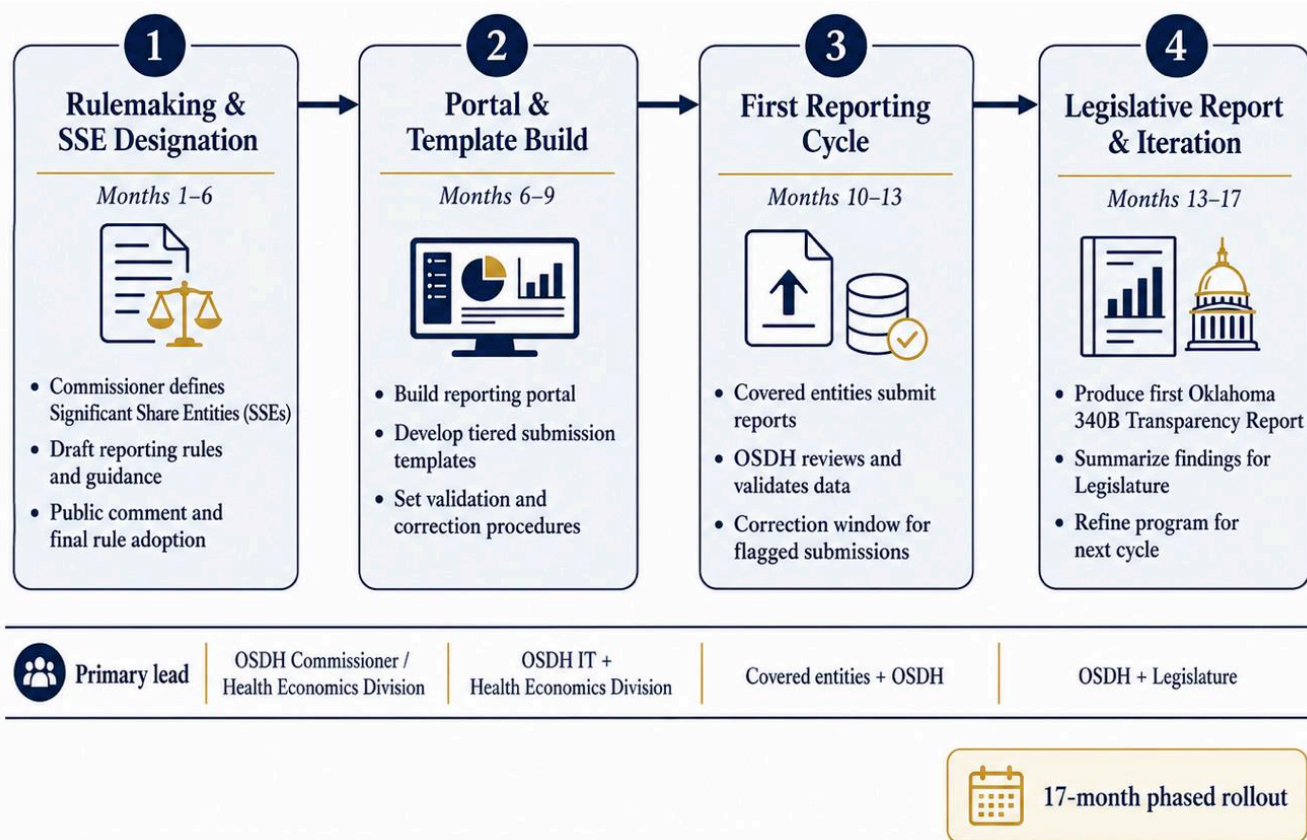 1
Rulemaking &
SSE Designation
Months 1–6
• Commissioner defines
Significant Share Entities (SSEs)
• Draft reporting rules
and guidance
• Public comment and
final rule adoption
2
Portal &
Template Build
Months 6–9
• Build reporting portal
• Develop tiered submission
templates
• Set validation and
correction procedures
3
First Reporting
Cycle
Months 10–13
• Covered entities submit
reports
• OSDH reviews and
validates data
• Correction window for
flagged submissions
4
Legislative Report
& Iteration
Months 13–17
• Produce first Oklahoma
340B Transparency Report
• Summarize findings for
Legislature
• Refine program for
next cycle
Primary lead
OSDH Commissioner /
Health Economics Division
OSDH IT +
Health Economics Division
Covered entities + OSDH
OSDH + Legislature
17-month phased rollout